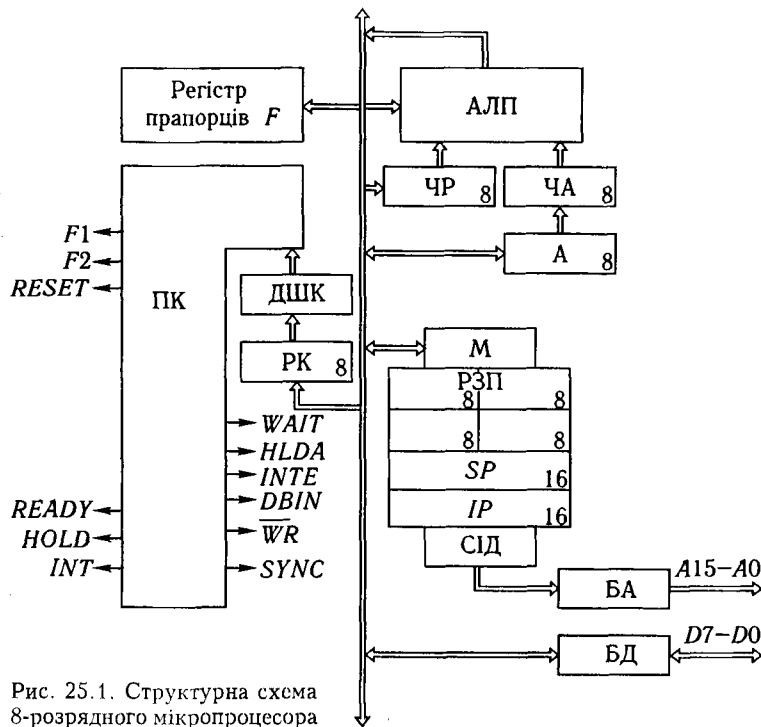 Регістр
прапорців F
АЛП
ЧР 8
ЧА 8
F1
F2
RESET
ПК
ДШК
А 8
РК 8
М
РЗП
8 8
8 8
SP 16
IP 16
СІД
WAIT
HLDA
INTE
DBIN
WR
SYNC
READY
HOLD
INT
БА
A15–A0
БД
D7–D0
Рис. 25.1. Структурна схема
8-розрядного мікропроцесора